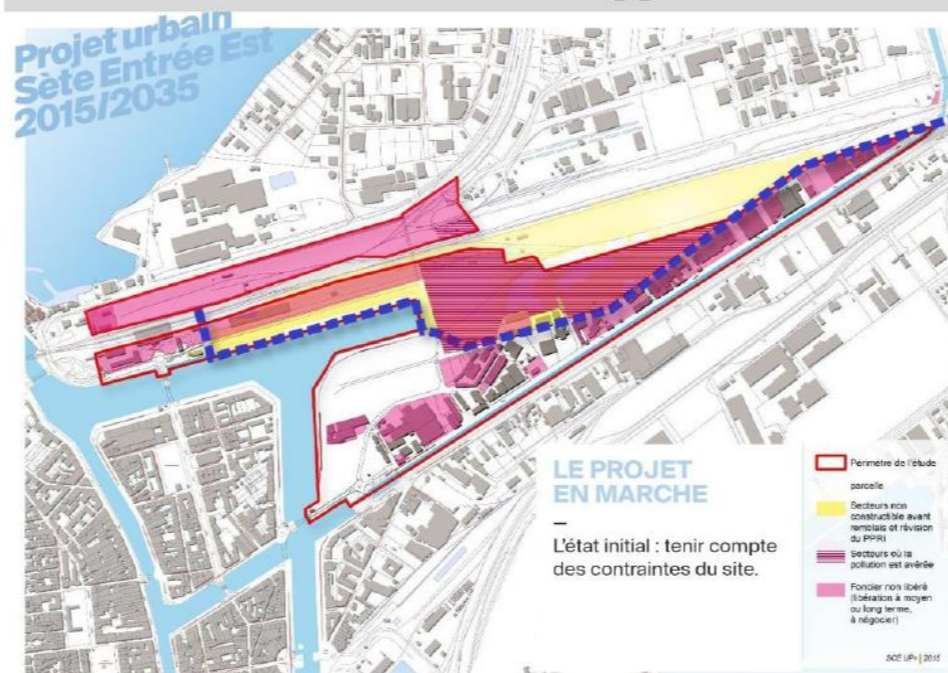 Projet urbain
Sète Entrée Est
2015/2035
LE PROJET
EN MARCHE
L'état initial : tenir compte
des contraintes du site.
Périmètre de l'étude
parcelle
Secteurs non
constructible avant
remblais et révision
du PPRI
Secteurs où la
pollution est avérée
Foncier non libéré
(libération à moyen
ou long terme,
à négocier)
SCE UP+ | 2015